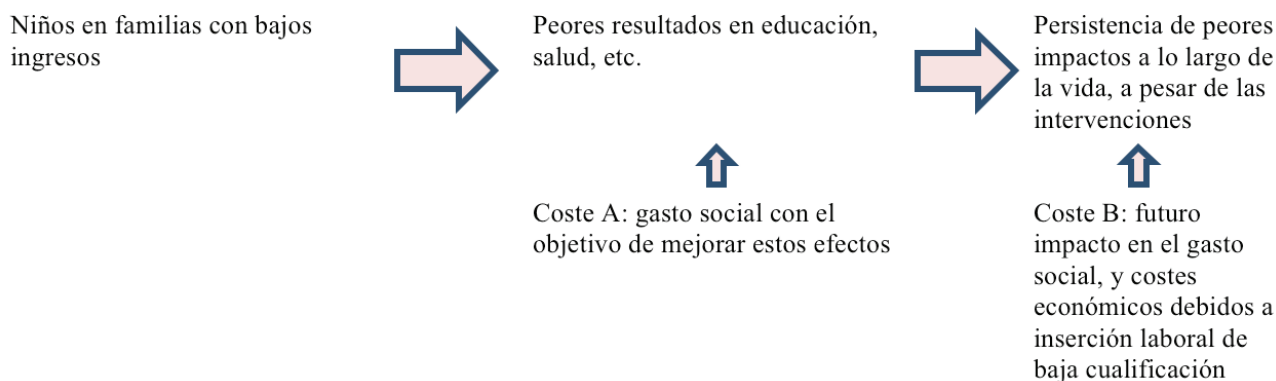 Niños en familias con bajos
ingresos
Peores resultados en educación,
salud, etc.
Persistencia de peores
impactos a lo largo de
la vida, a pesar de las
intervenciones
Coste A: gasto social con el
objetivo de mejorar estos efectos
Coste B: futuro
impacto en el gasto
social, y costes
económicos debidos a
inserción laboral de
baja cualificación